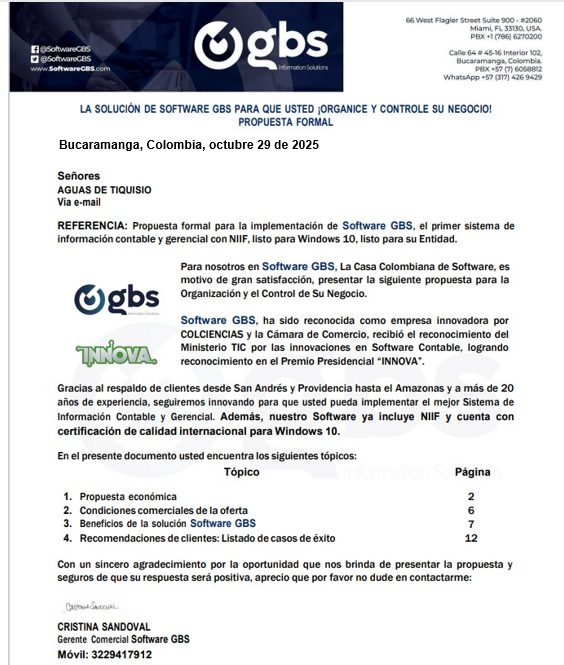 @SoftwareGBS
@SoftwareGBS
www.SoftwareGBS.com
gbs
Information Solutions
66 West Flagler Street Suite 900 - #2060
Miami, FL 33130, USA.
PBX +1 (786) 6270200
Calle 64 # 45-16 Interior 102,
Bucaramanga, Colombia.
PBX +57 (7) 6058812
WhatsApp +57 (317) 426 9429
LA SOLUCIÓN DE SOFTWARE GBS PARA QUE USTED ¡ORGANICE Y CONTROLE SU NEGOCIO!
PROPUESTA FORMAL
Bucaramanga, Colombia, octubre 29 de 2025
Señores
AGUAS DE TIQUISIO
Vía e-mail
REFERENCIA: Propuesta formal para la implementación de Software GBS, el primer sistema de
información contable y gerencial con NIIF, listo para Windows 10, listo para su Entidad.
gbs
Information Solutions
Para nosotros en Software GBS, La Casa Colombiana de Software, es
motivo de gran satisfacción, presentar la siguiente propuesta para la
Organización y el Control de Su Negocio.
INNOVA
Software GBS, ha sido reconocida como empresa innovadora por
COLCIENCIAS y la Cámara de Comercio, recibió el reconocimiento del
Ministerio TIC por las innovaciones en Software Contable, logrando
reconocimiento en el Premio Presidencial “INNOVA”.
Gracias al respaldo de clientes desde San Andrés y Providencia hasta el Amazonas y a más de 20
años de experiencia, seguiremos innovando para que usted pueda implementar el mejor Sistema de
Información Contable y Gerencial. Además, nuestro Software ya incluye NIIF y cuenta con
certificación de calidad internacional para Windows 10.
En el presente documento usted encuentra los siguientes tópicos:
Tópico Página
1. Propuesta económica 2
2. Condiciones comerciales de la oferta 6
3. Beneficios de la solución Software GBS 7
4. Recomendaciones de clientes: Listado de casos de éxito 12
Con un sincero agradecimiento por la oportunidad que nos brinda de presentar la propuesta y
seguros de que su respuesta será positiva, aprecio que por favor no dude en contactarme:
CRISTINA SANDOVAL
CRISTINA SANDOVAL
Gerente Comercial Software GBS
Móvil: 3229417912